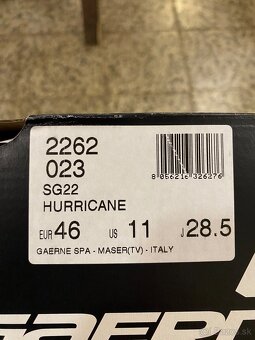 2262
023
SG22
HURRICANE
EUR 46 US 11 J 28.5
GAERNE SPA - MASER(TV) - ITALY